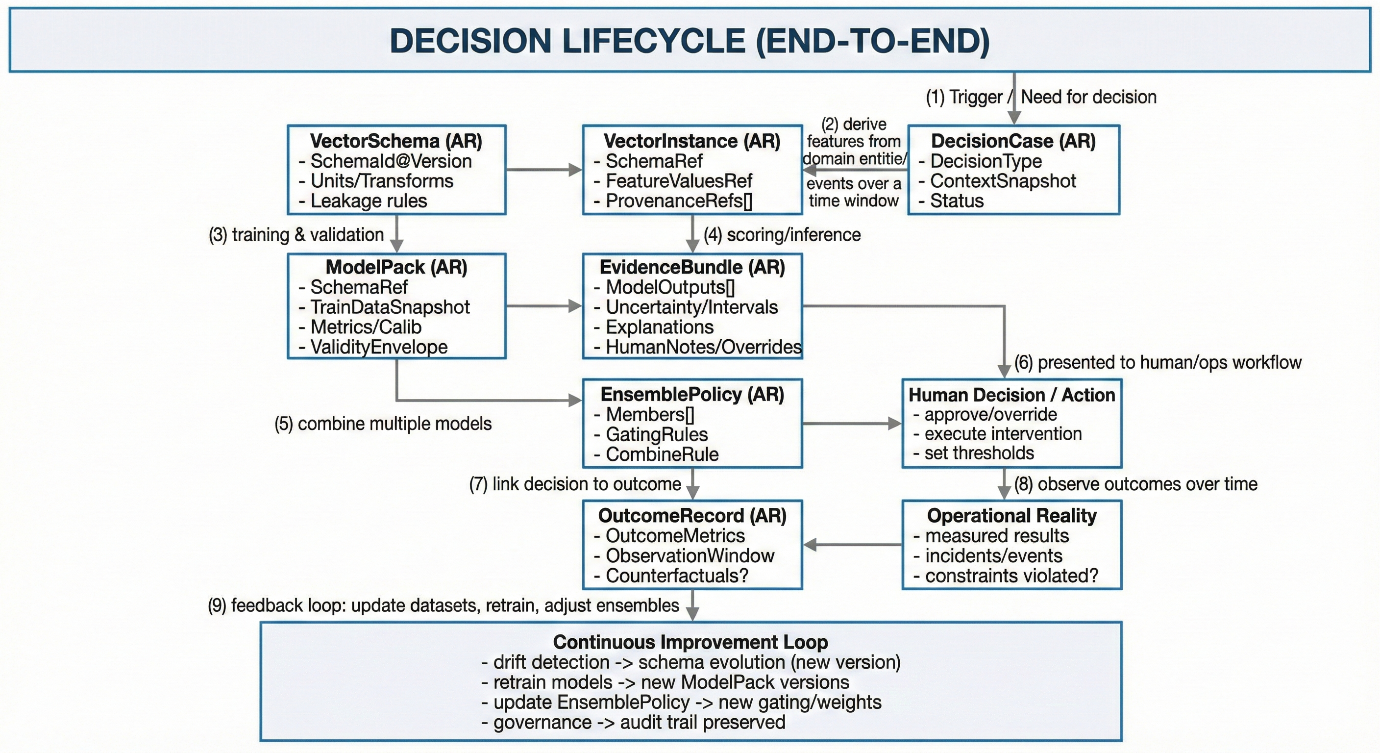 DECISION LIFECYCLE (END-TO-END)
(1) Trigger / Need for decision
VectorSchema (AR)
- SchemaId@Version
- Units/Transforms
- Leakage rules
VectorInstance (AR)
- SchemaRef
- FeatureValuesRef
- ProvenanceRefs[]
(2) derive
features from
domain entitie/
events over a
time window
DecisionCase (AR)
- DecisionType
- ContextSnapshot
- Status
(3) training & validation
(4) scoring/inference
ModelPack (AR)
- SchemaRef
- TrainDataSnapshot
- Metrics/Calib
- ValidityEnvelope
EvidenceBundle (AR)
- ModelOutputs[]
- Uncertainty/Intervals
- Explanations
- HumanNotes/Overrides
(6) presented to human/ops workflow
(5) combine multiple models
EnsemblePolicy (AR)
- Members[]
- GatingRules
- CombineRule
Human Decision / Action
- approve/override
- execute intervention
- set thresholds
(7) link decision to outcome
(8) observe outcomes over time
OutcomeRecord (AR)
- OutcomeMetrics
- ObservationWindow
- Counterfactuals?
Operational Reality
- measured results
- incidents/events
- constraints violated?
(9) feedback loop: update datasets, retrain, adjust ensembles
Continuous Improvement Loop
- drift detection -> schema evolution (new version)
- retrain models -> new ModelPack versions
- update EnsemblePolicy -> new gating/weights
- governance -> audit trail preserved